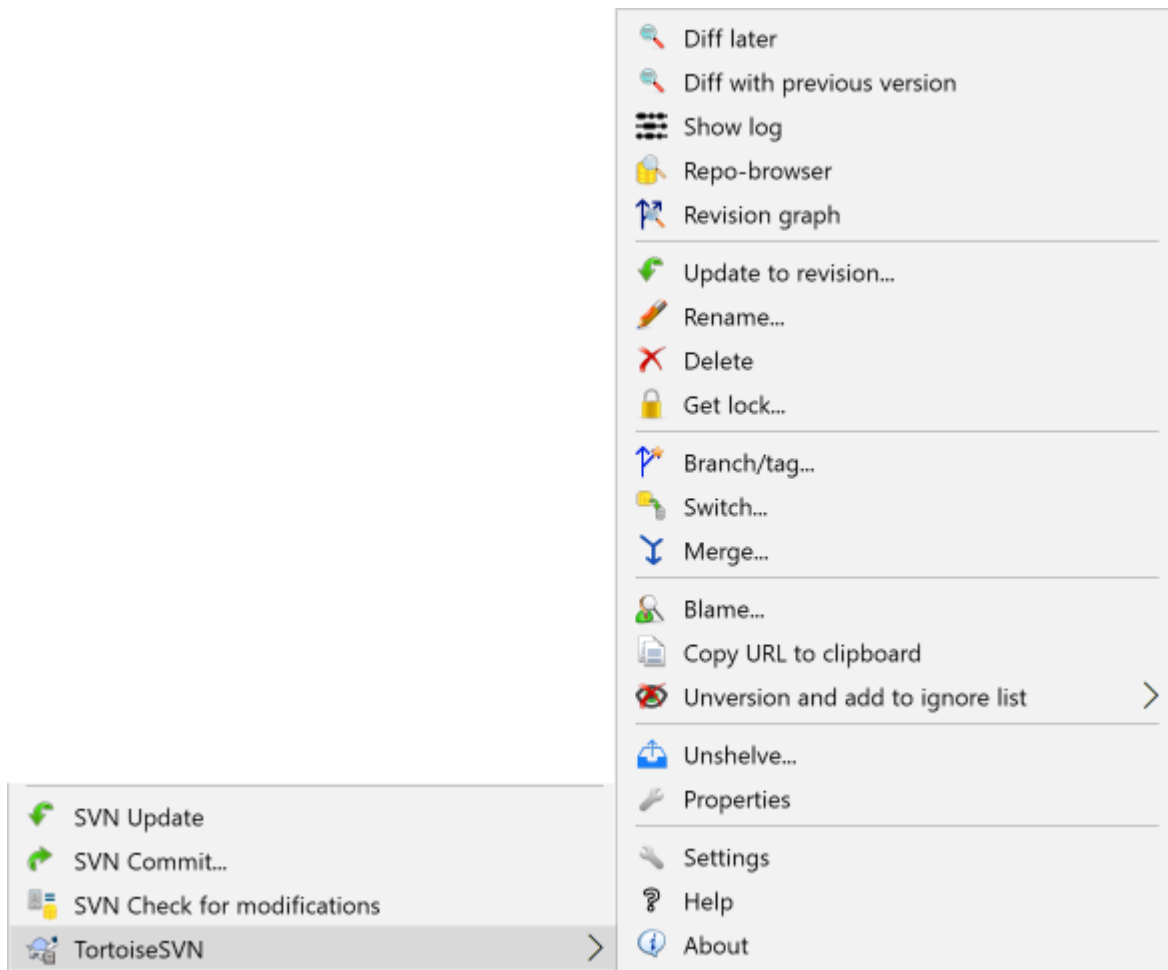 Diff later
Diff with previous version
Show log
Repo-browser
Revision graph
Update to revision...
Rename...
Delete
Get lock...
Branch/tag...
Switch...
Merge...
Blame...
Copy URL to clipboard
Unversion and add to ignore list
Unshelve...
Properties
Settings
Help
About
SVN Update
SVN Commit...
SVN Check for modifications
TortoiseSVN